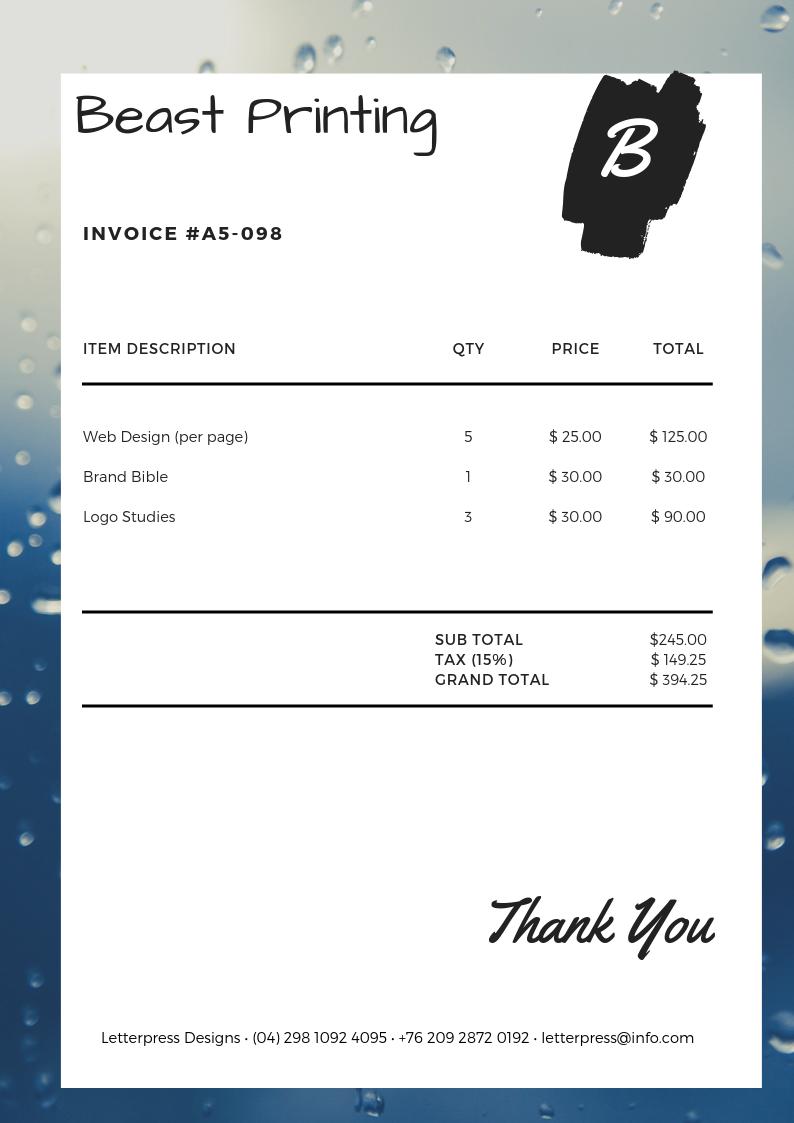 Beast Printing
B
INVOICE #A5-098
ITEM DESCRIPTION QTY PRICE TOTAL
Web Design (per page) 5 $ 25.00 $ 125.00
Brand Bible 1 $ 30.00 $ 30.00
Logo Studies 3 $ 30.00 $ 90.00
SUB TOTAL $245.00
TAX (15%) $ 149.25
GRAND TOTAL $ 394.25
Thank You
Letterpress Designs • (04) 298 1092 4095 • +76 209 2872 0192 • letterpress@info.com